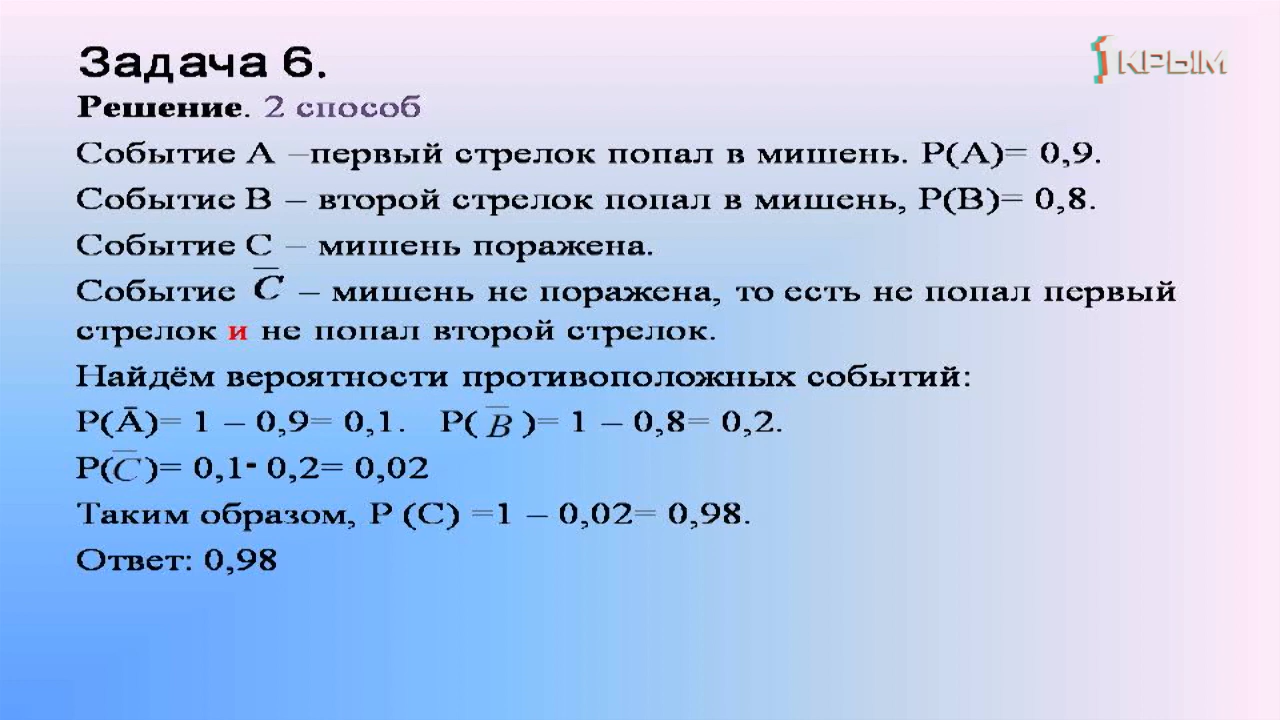 Задача 6.
1 КРЫМ
Решение. 2 способ
Событие А –первый стрелок попал в мишень. Р(А)= 0,9.
Событие В – второй стрелок попал в мишень, Р(В)= 0,8.
Событие С – мишень поражена.
Событие C̅ – мишень не поражена, то есть не попал первый
стрелок и не попал второй стрелок.
Найдём вероятности противоположных событий:
Р(Ā)= 1 – 0,9= 0,1. Р( B̅ )= 1 – 0,8= 0,2.
Р(C̅ )= 0,1· 0,2= 0,02
Таким образом, Р (С) =1 – 0,02= 0,98.
Ответ: 0,98